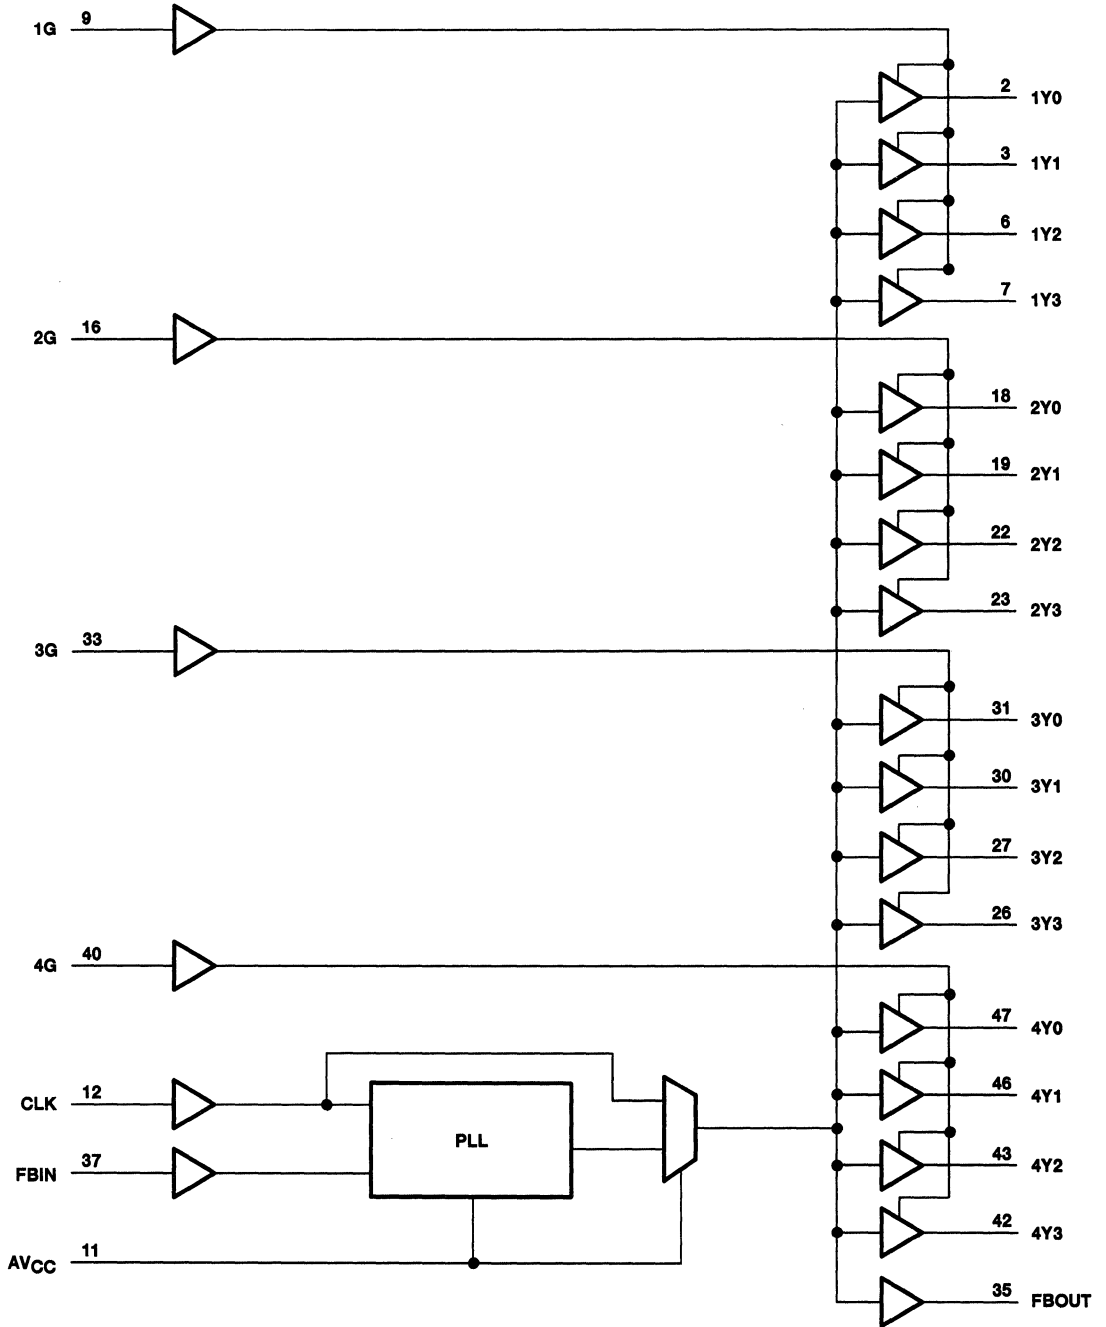 1G 9
2 1Y0
3 1Y1
6 1Y2
7 1Y3
2G 16
18 2Y0
19 2Y1
22 2Y2
23 2Y3
3G 33
31 3Y0
30 3Y1
27 3Y2
26 3Y3
4G 40
47 4Y0
CLK 12
46 4Y1
PLL
FBIN 37
43 4Y2
42 4Y3
AVCC 11
35 FBOUT